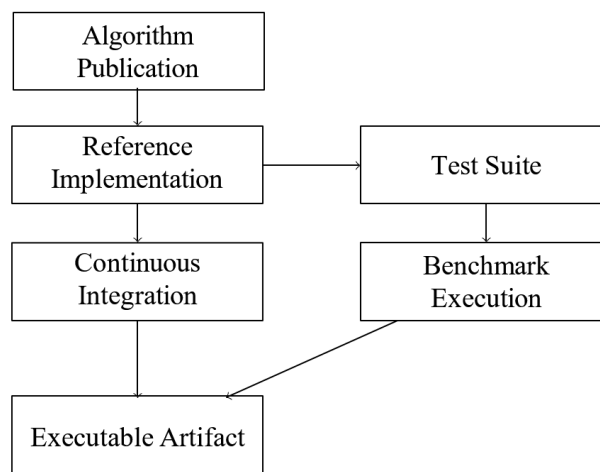 Algorithm
Publication
Reference
Implementation
Test Suite
Continuous
Integration
Benchmark
Execution
Executable Artifact